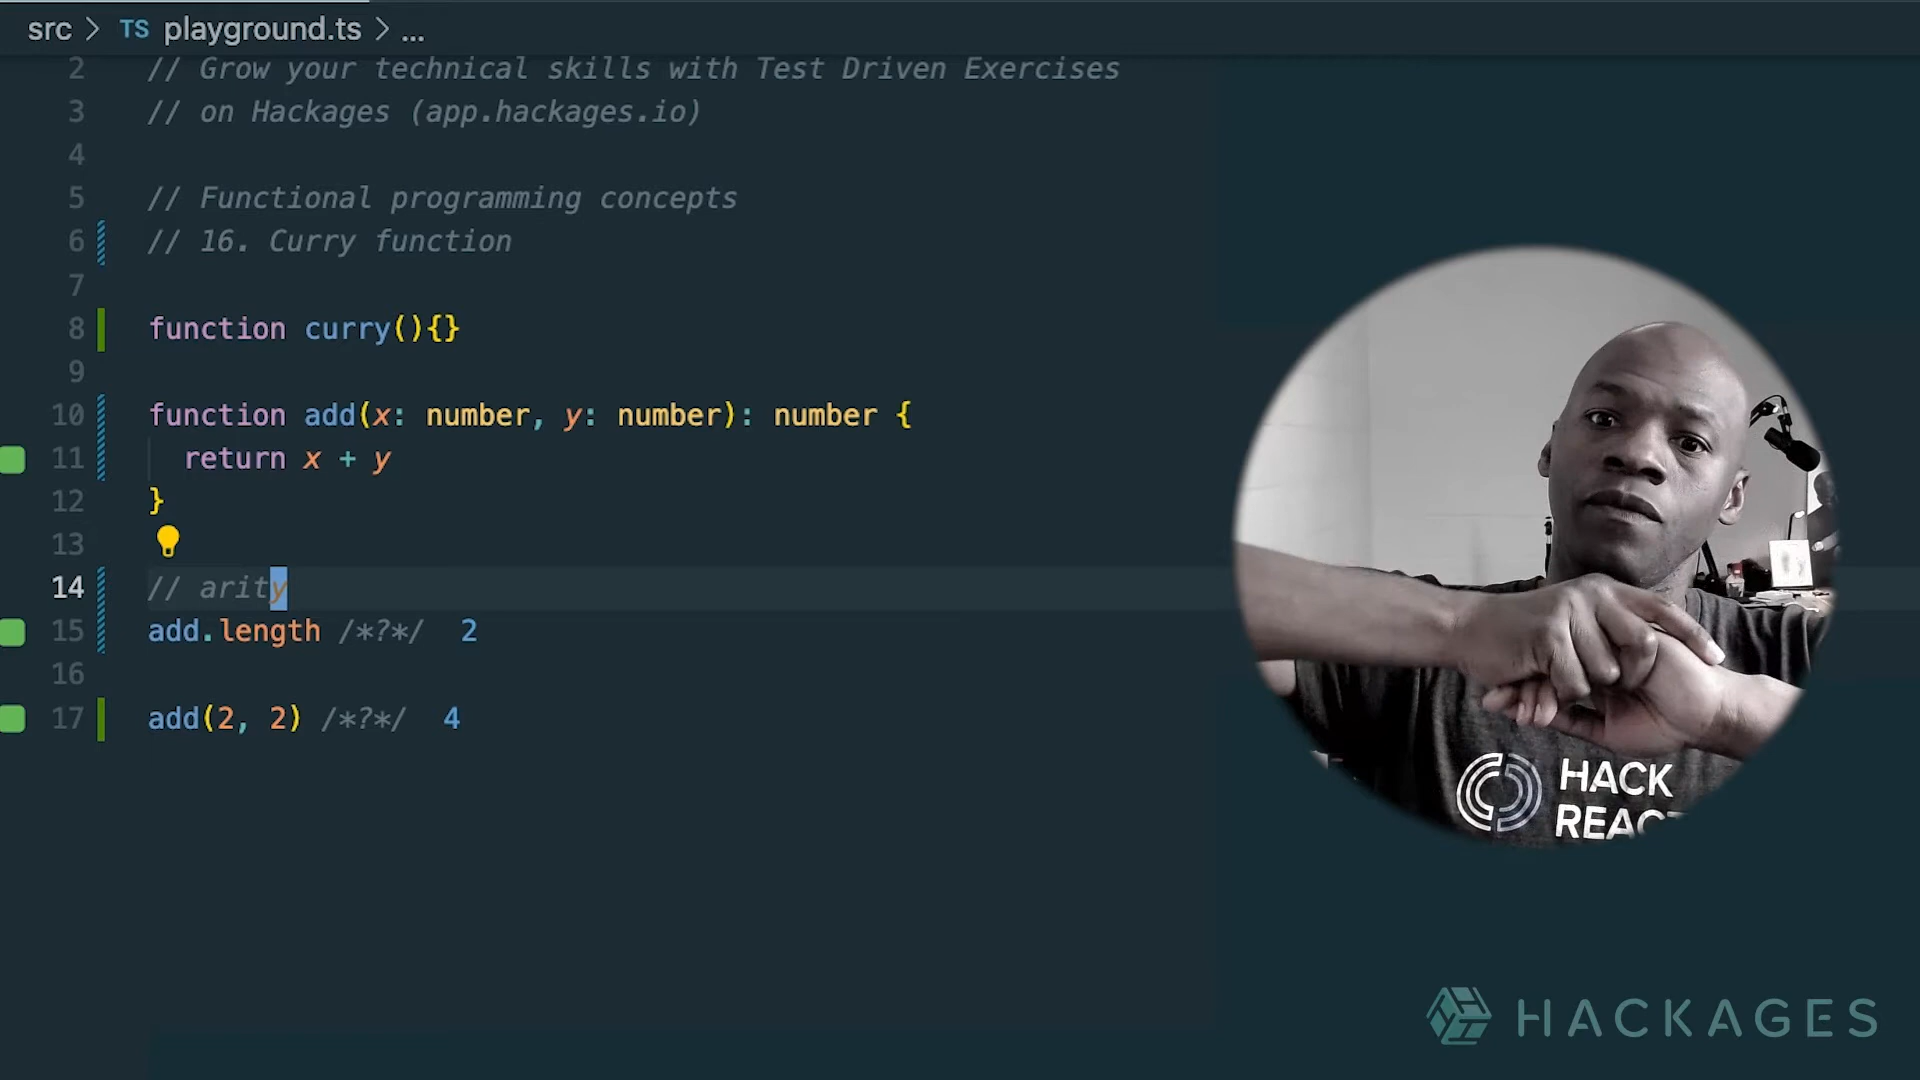 src > TS playground.ts > ...
2 // Grow your technical skills with Test Driven Exercises
3 // on Hackages (app.hackages.io)
4
5 // Functional programming concepts
6 // 16. Curry function
7
8 function curry(){}
9
10 function add(x: number, y: number): number {
11 return x + y
12 }
13
14 // arity
15 add.length /*?*/ 2
16
17 add(2, 2) /*?*/ 4
HACK
REACT
HACKAGES